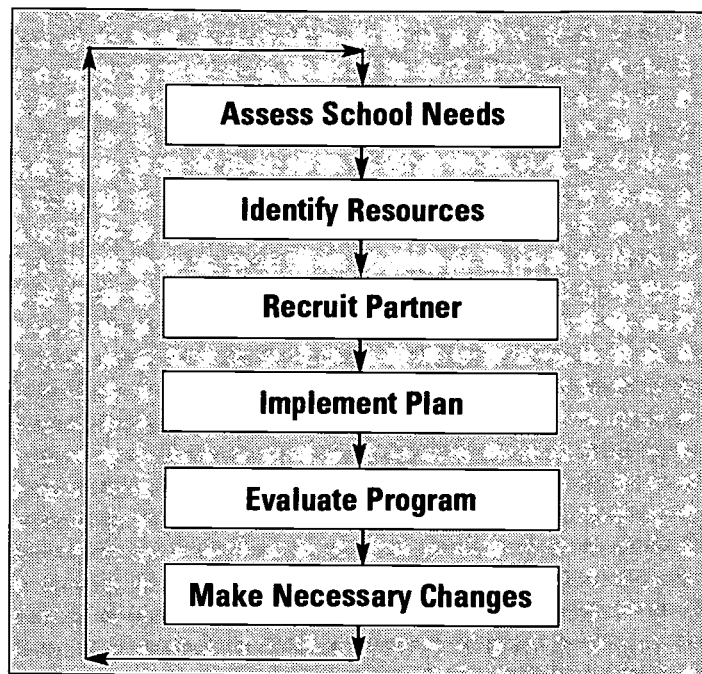 Assess School Needs
Identify Resources
Recruit Partner
Implement Plan
Evaluate Program
Make Necessary Changes